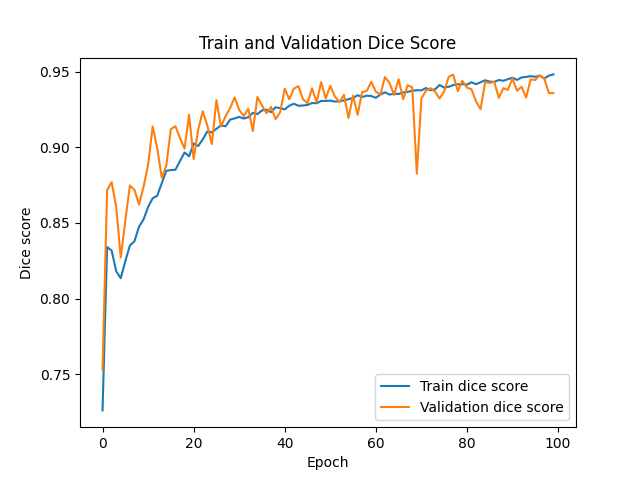 Train and Validation Dice Score
Dice score
0.95
0.90
0.85
0.80
0.75
0
20
40
60
80
100
Epoch
Train dice score
Validation dice score